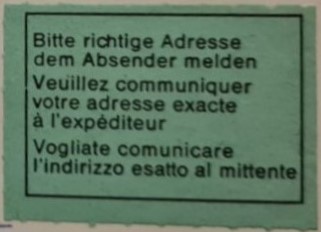 Bitte richtige Adresse
dem Absender melden
Veuillez communiquer
votre adresse exacte
à l'expéditeur
Vogliate comunicare
l'indirizzo esatto al mittente